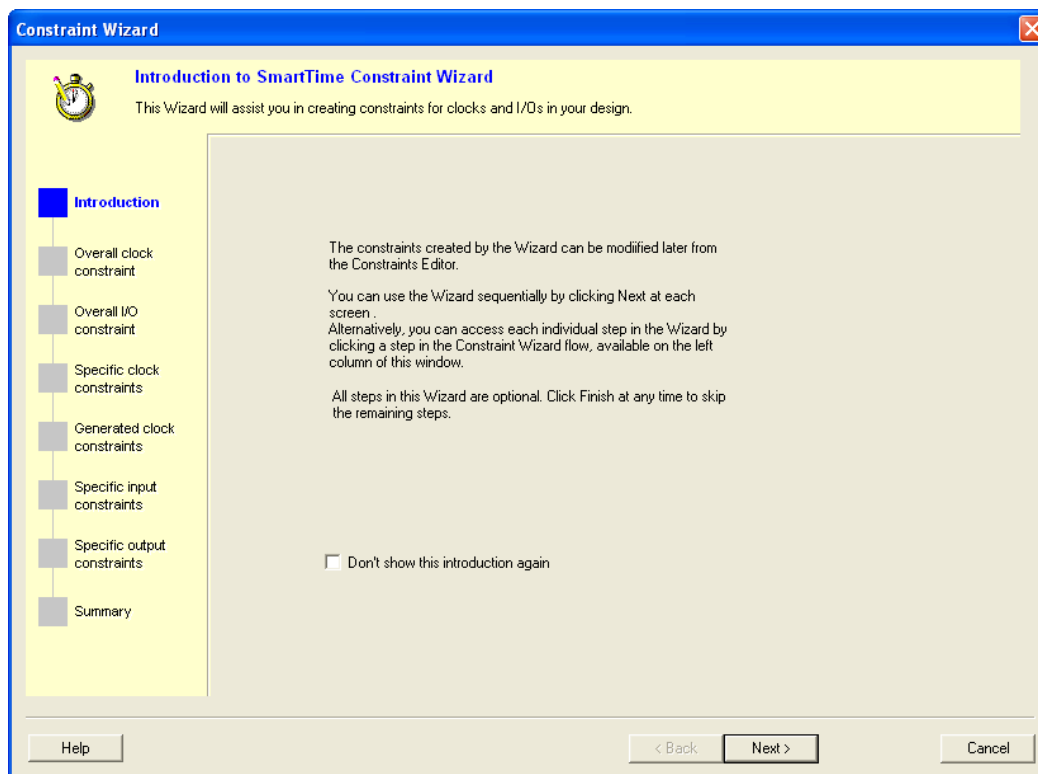 Constraint Wizard
Introduction to SmartTime Constraint Wizard
This Wizard will assist you in creating constraints for clocks and I/Os in your design.
Introduction
Overall clock
constraint
Overall I/O
constraint
Specific clock
constraints
Generated clock
constraints
Specific input
constraints
Specific output
constraints
Summary
The constraints created by the Wizard can be modiified later from
the Constraints Editor.
You can use the Wizard sequentially by clicking Next at each
screen .
Alternatively, you can access each individual step in the Wizard by
clicking a step in the Constraint Wizard flow, available on the left
column of this window.
All steps in this Wizard are optional. Click Finish at any time to skip
the remaining steps.
Don't show this introduction again
Help
< Back
Next >
Cancel